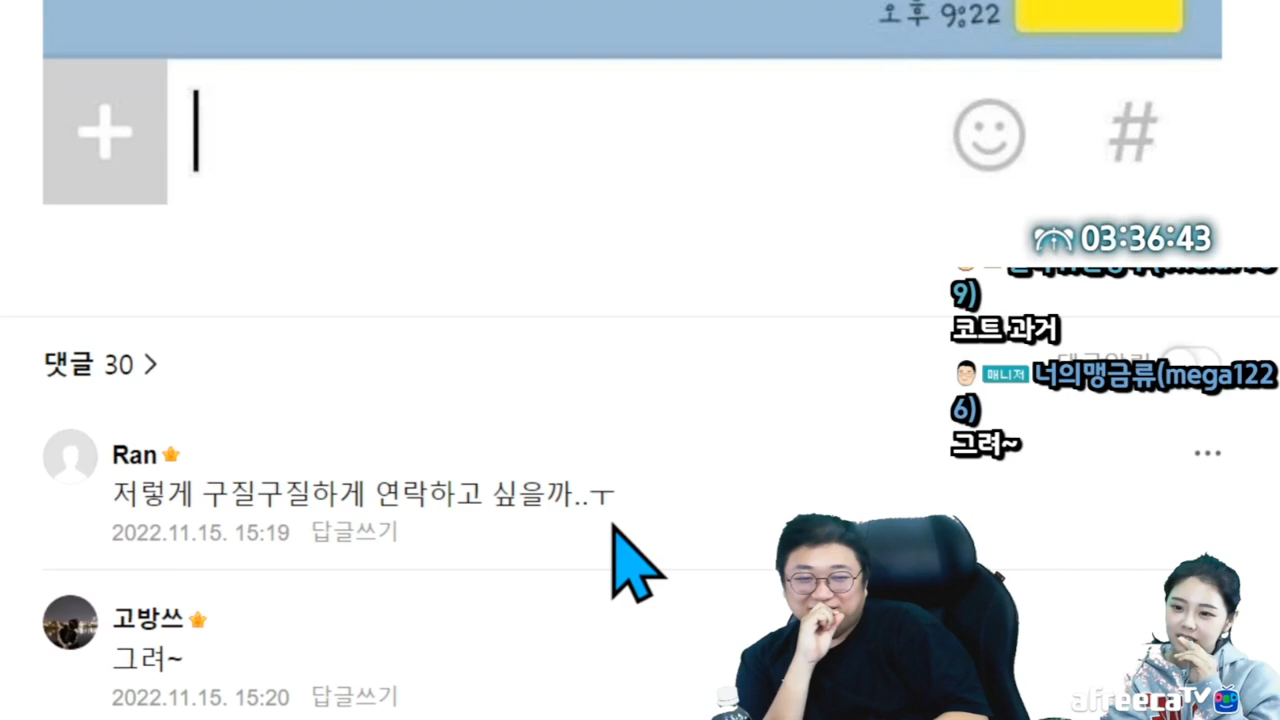 오후 9:22
#
03:36:43
9)
코트 과거
매니저 너의맹금류(mega122
6)
그려~
댓글 30 >
Ran
저렇게 구질구질하게 연락하고 싶을까..ㅜ
2022.11.15. 15:19 답글쓰기
고방쓰
그려~
2022.11.15. 15:20 답글쓰기
afreecaTV